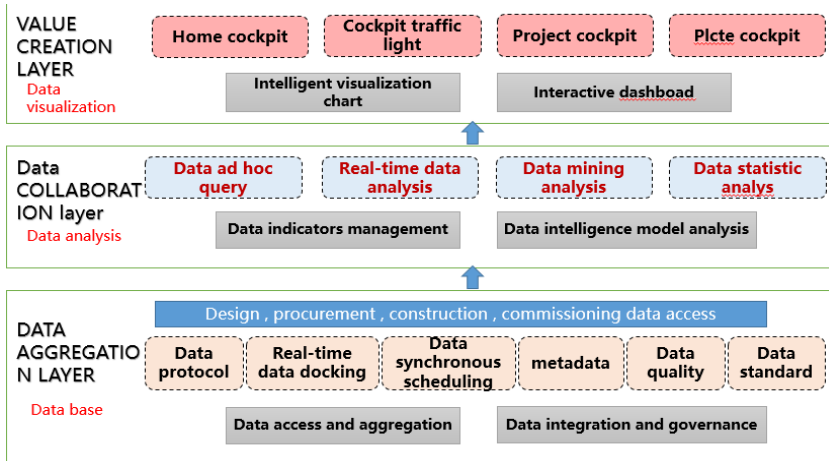 VALUE
CREATION
LAYER
Data
visualization
Home cockpit
Cockpit traffic
light
Project cockpit
Plcte cockpit
Intelligent visualization
chart
Interactive dashboad
Data
COLLABORAT
ION layer
Data analysis
Data ad hoc
query
Real-time data
analysis
Data mining
analysis
Data statistic
analys
Data indicators management
Data intelligence model analysis
DATA
AGGREGATIO
N LAYER
Data base
Design , procurement , construction , commissioning data access
Data
protocol
Real-time
data docking
Data
synchronous
scheduling
metadata
Data
quality
Data
standard
Data access and aggregation
Data integration and governance